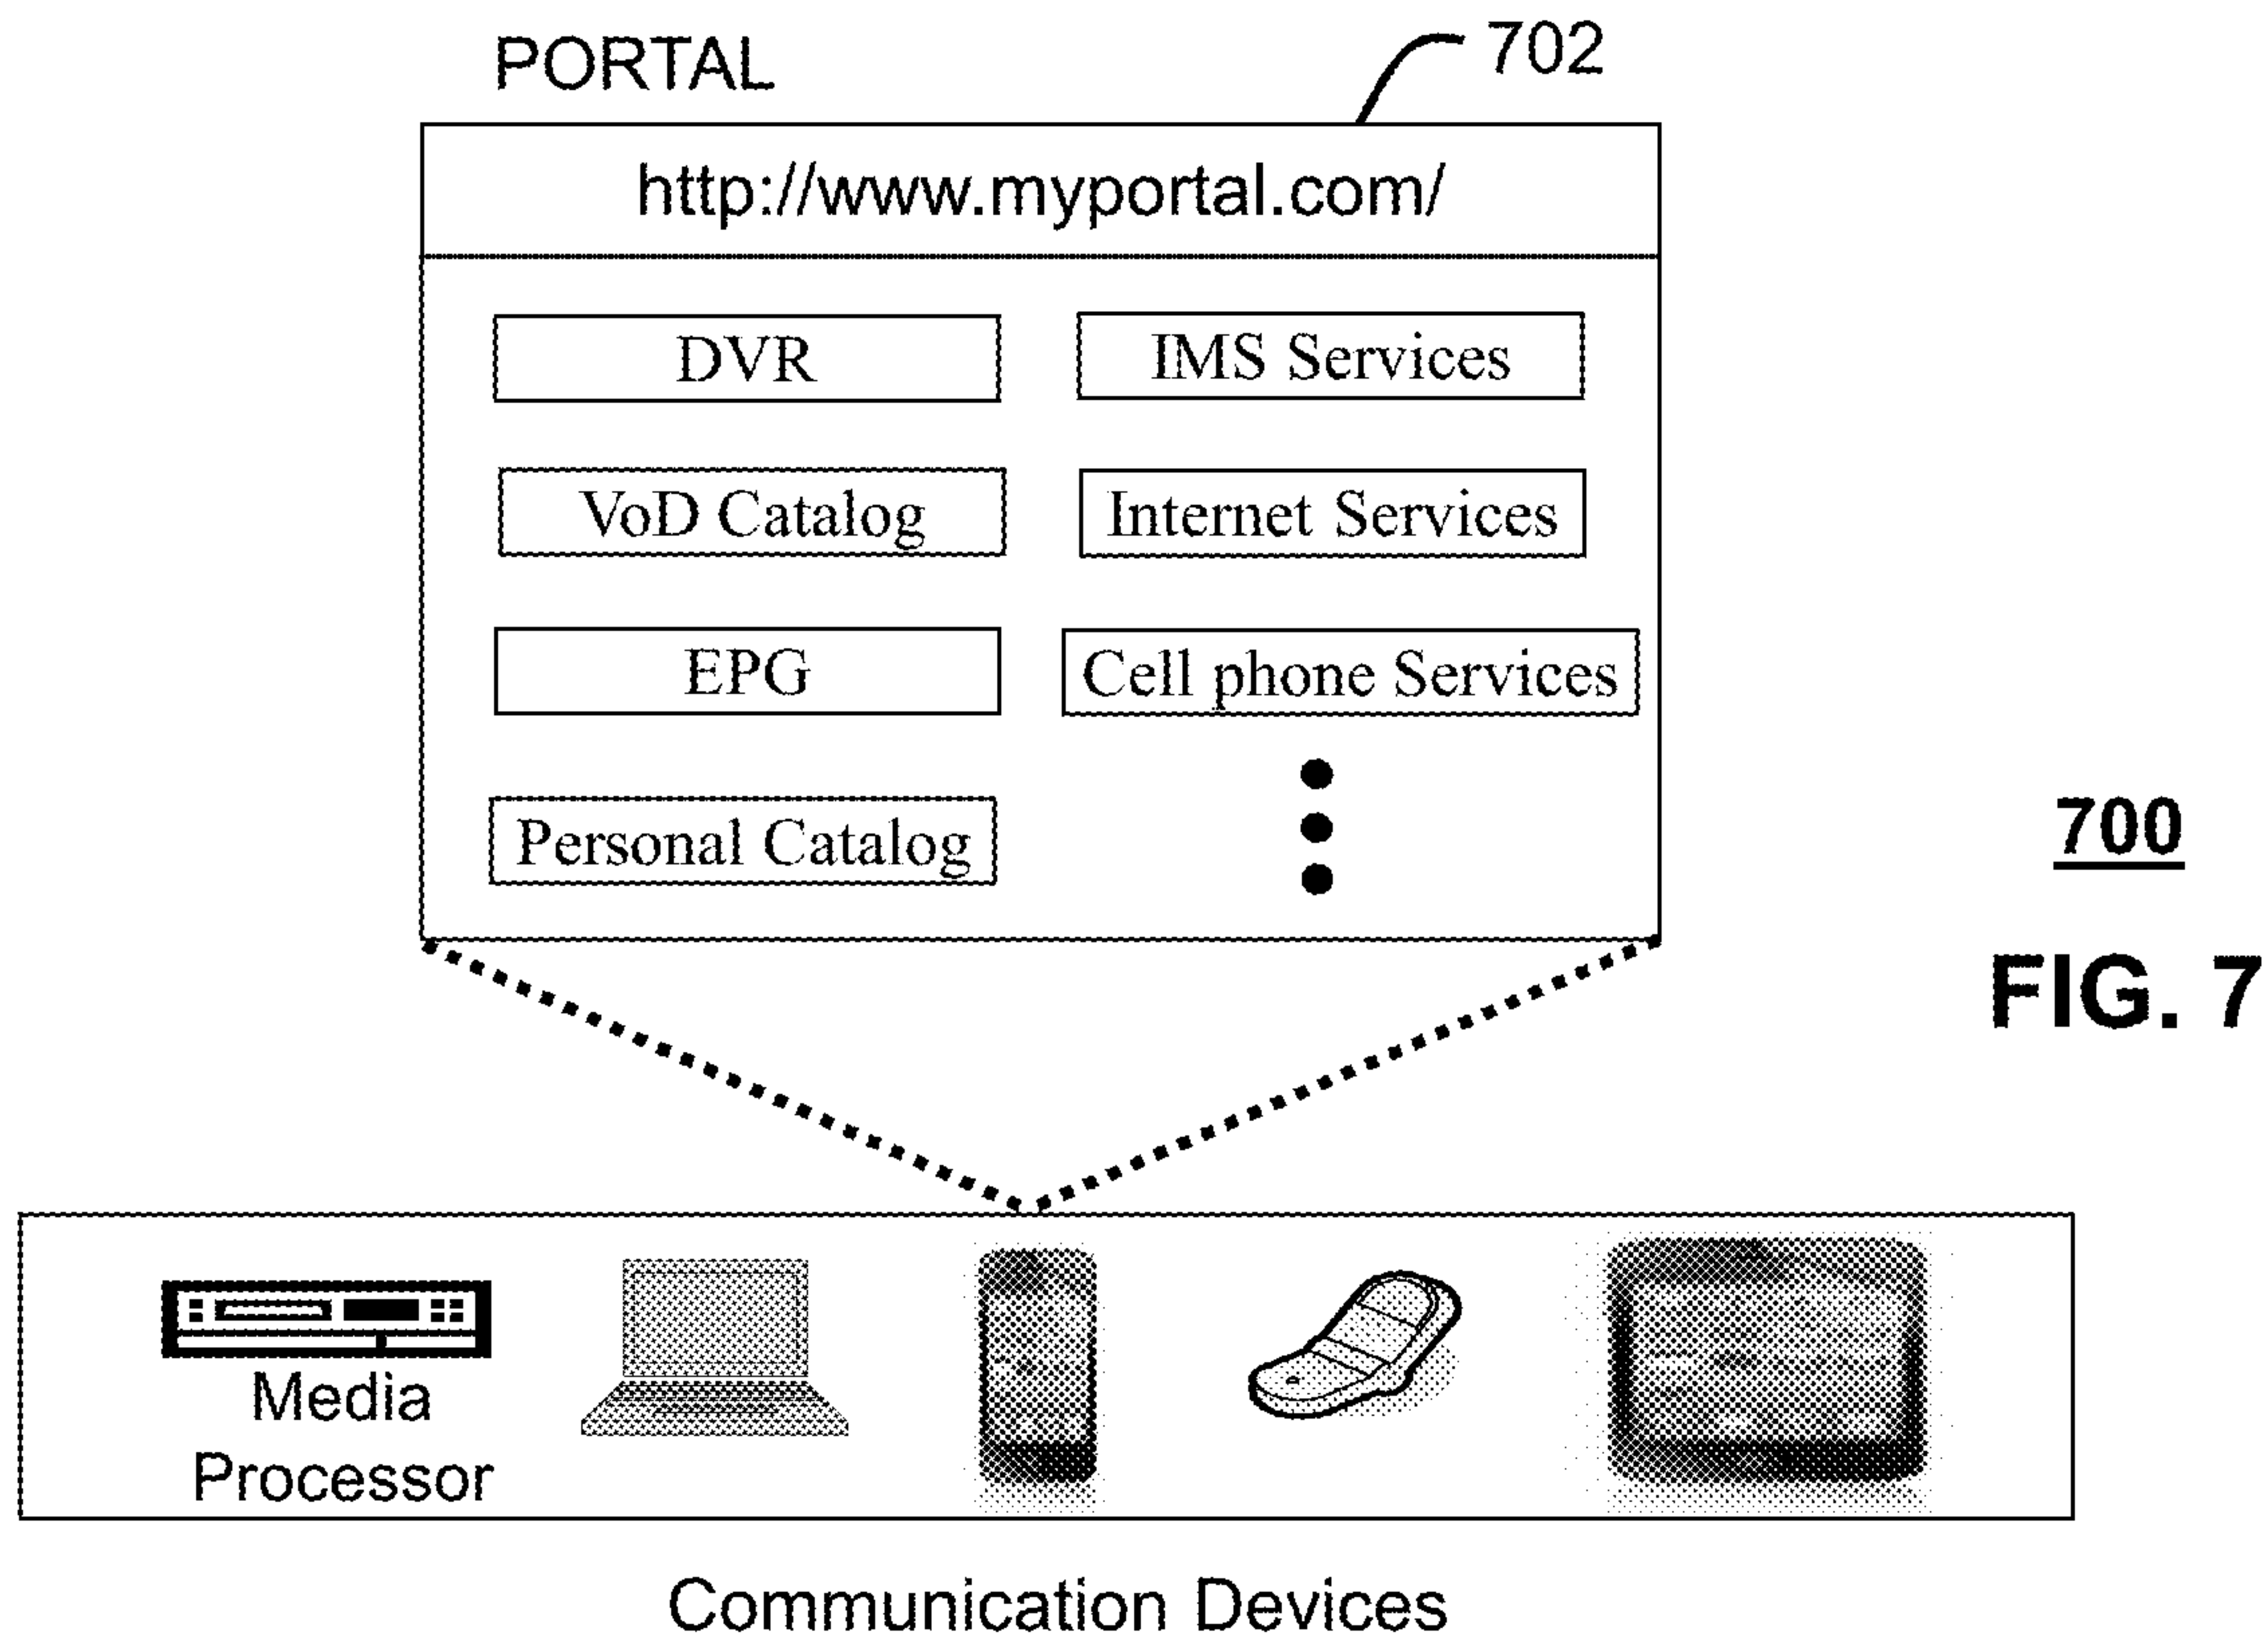 PORTAL
702
http://www.myportal.com/
DVR
IMS Services
VoD Catalog
Internet Services
EPG
Cell phone Services
Personal Catalog
700
FIG. 7
Media
Processor
Communication Devices